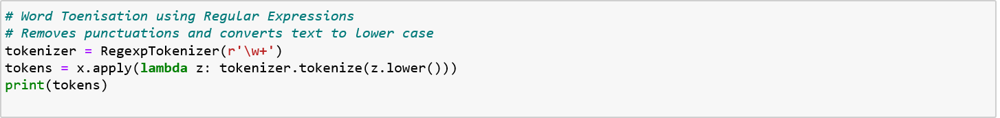 # Word Toenisation using Regular Expressions
# Removes punctuations and converts text to lower case
tokenizer = RegexpTokenizer(r'\w+')
tokens = x.apply(lambda z: tokenizer.tokenize(z.lower()))
print(tokens)